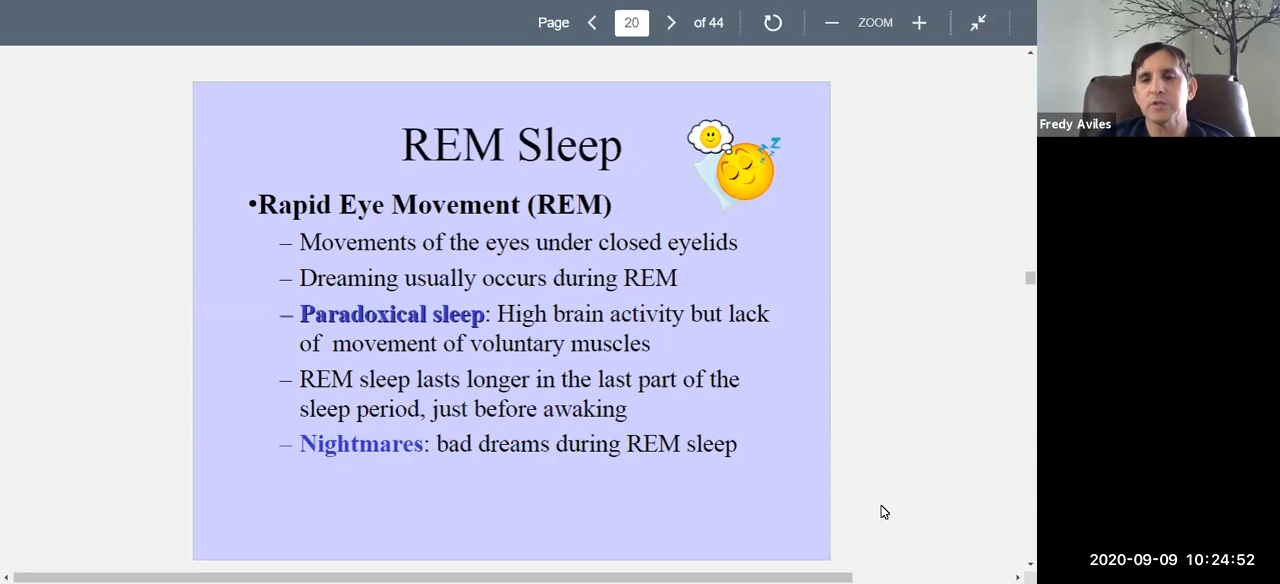 Page 20 of 44 ZOOM
Fredy Aviles
REM Sleep
•Rapid Eye Movement (REM)
– Movements of the eyes under closed eyelids
– Dreaming usually occurs during REM
– Paradoxical sleep: High brain activity but lack
of movement of voluntary muscles
– REM sleep lasts longer in the last part of the
sleep period, just before awaking
– Nightmares: bad dreams during REM sleep
z z z
2020-09-09 10:24:52